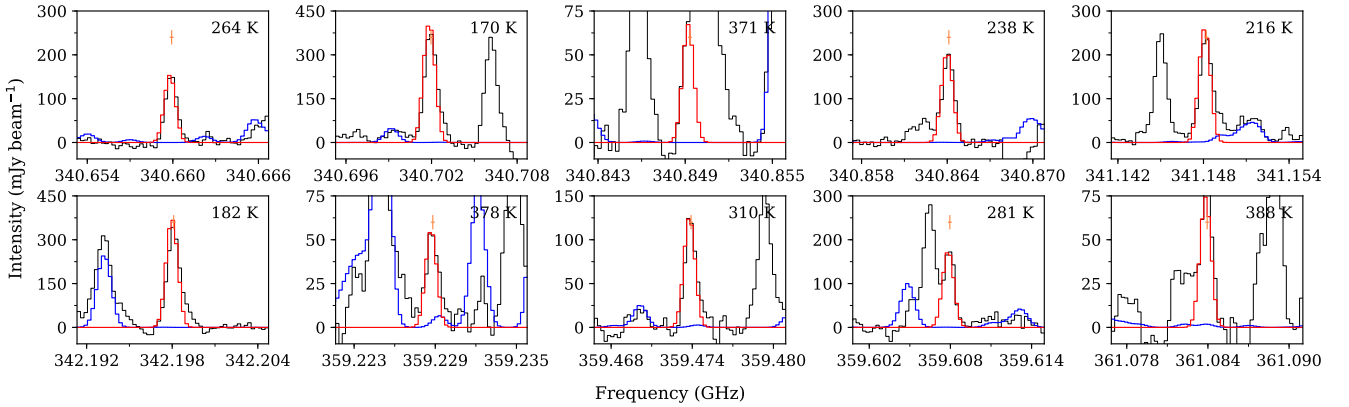 300 264 K 450 170 K 75 371 K 300 238 K 300 216 K
200 300 50 200 200
100 150 25 100 100
0 0 0 0 0
340.654 340.660 340.666 340.696 340.702 340.708 340.843 340.849 340.855 340.858 340.864 340.870 341.142 341.148 341.154
Intensity (mJy beam−1)
450 182 K 75 378 K 150 310 K 300 281 K 75 388 K
300 50 100 200 50
150 25 50 100 25
0 0 0 0 0
342.192 342.198 342.204 359.223 359.229 359.235 359.468 359.474 359.480 359.602 359.608 359.614 361.078 361.084 361.090
Frequency (GHz)